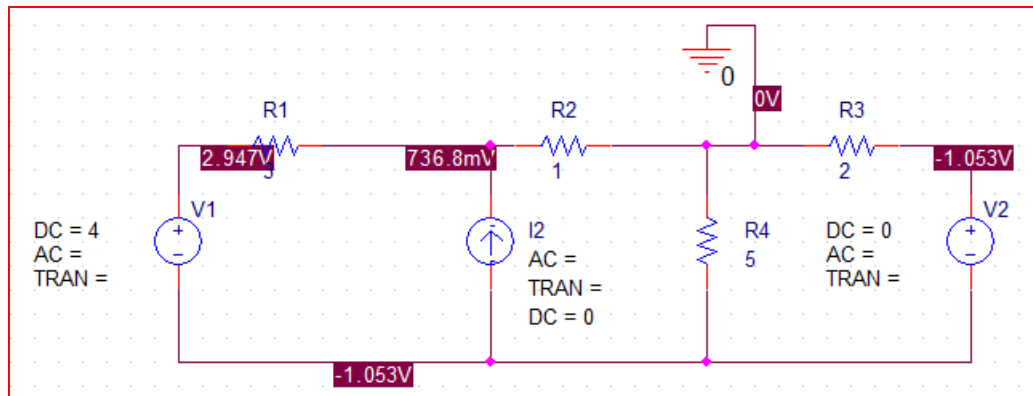 0
0V
R1
R2
R3
2.947V
736.8mV
-1.053V
1
2
V1
DC = 4
AC =
TRAN =
I2
AC =
TRAN =
DC = 0
R4
5
DC = 0
AC =
TRAN =
V2
-1.053V